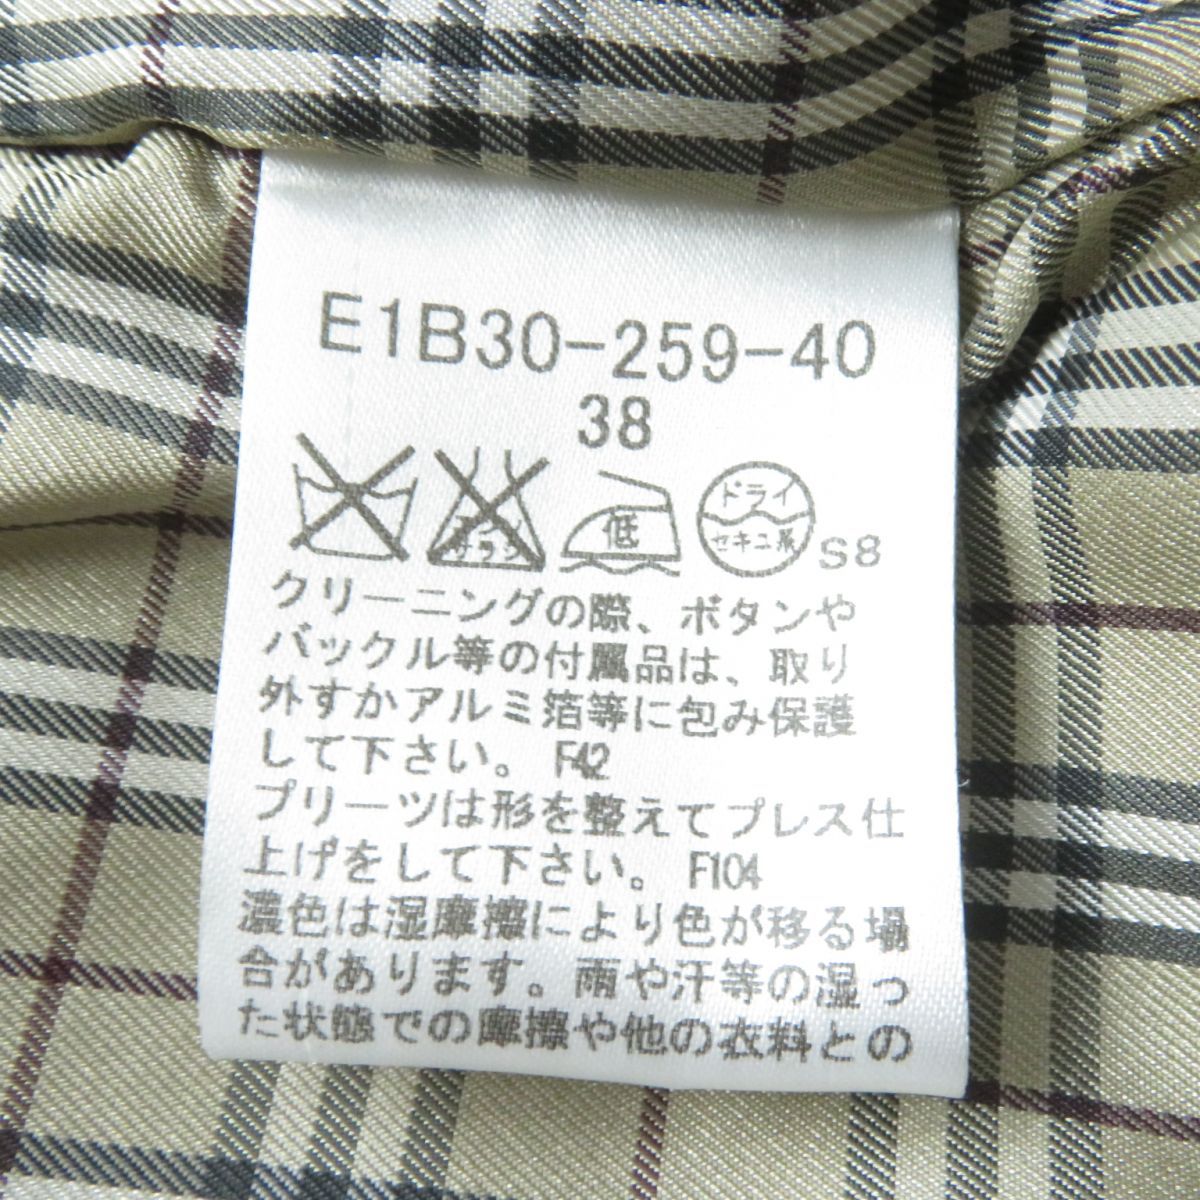 E1B30-259-40
38
低
ドライ
セキユ系
S8
クリーニングの際、ボタンや
バックル等の付属品は、取り
外すかアルミ箔等に包み保護
して下さい。 F42
プリーツは形を整えてプレス仕
上げをして下さい。 F104
濃色は湿摩擦により色が移る場
合があります。雨や汗等の湿っ
た状態での摩擦や他の衣料との